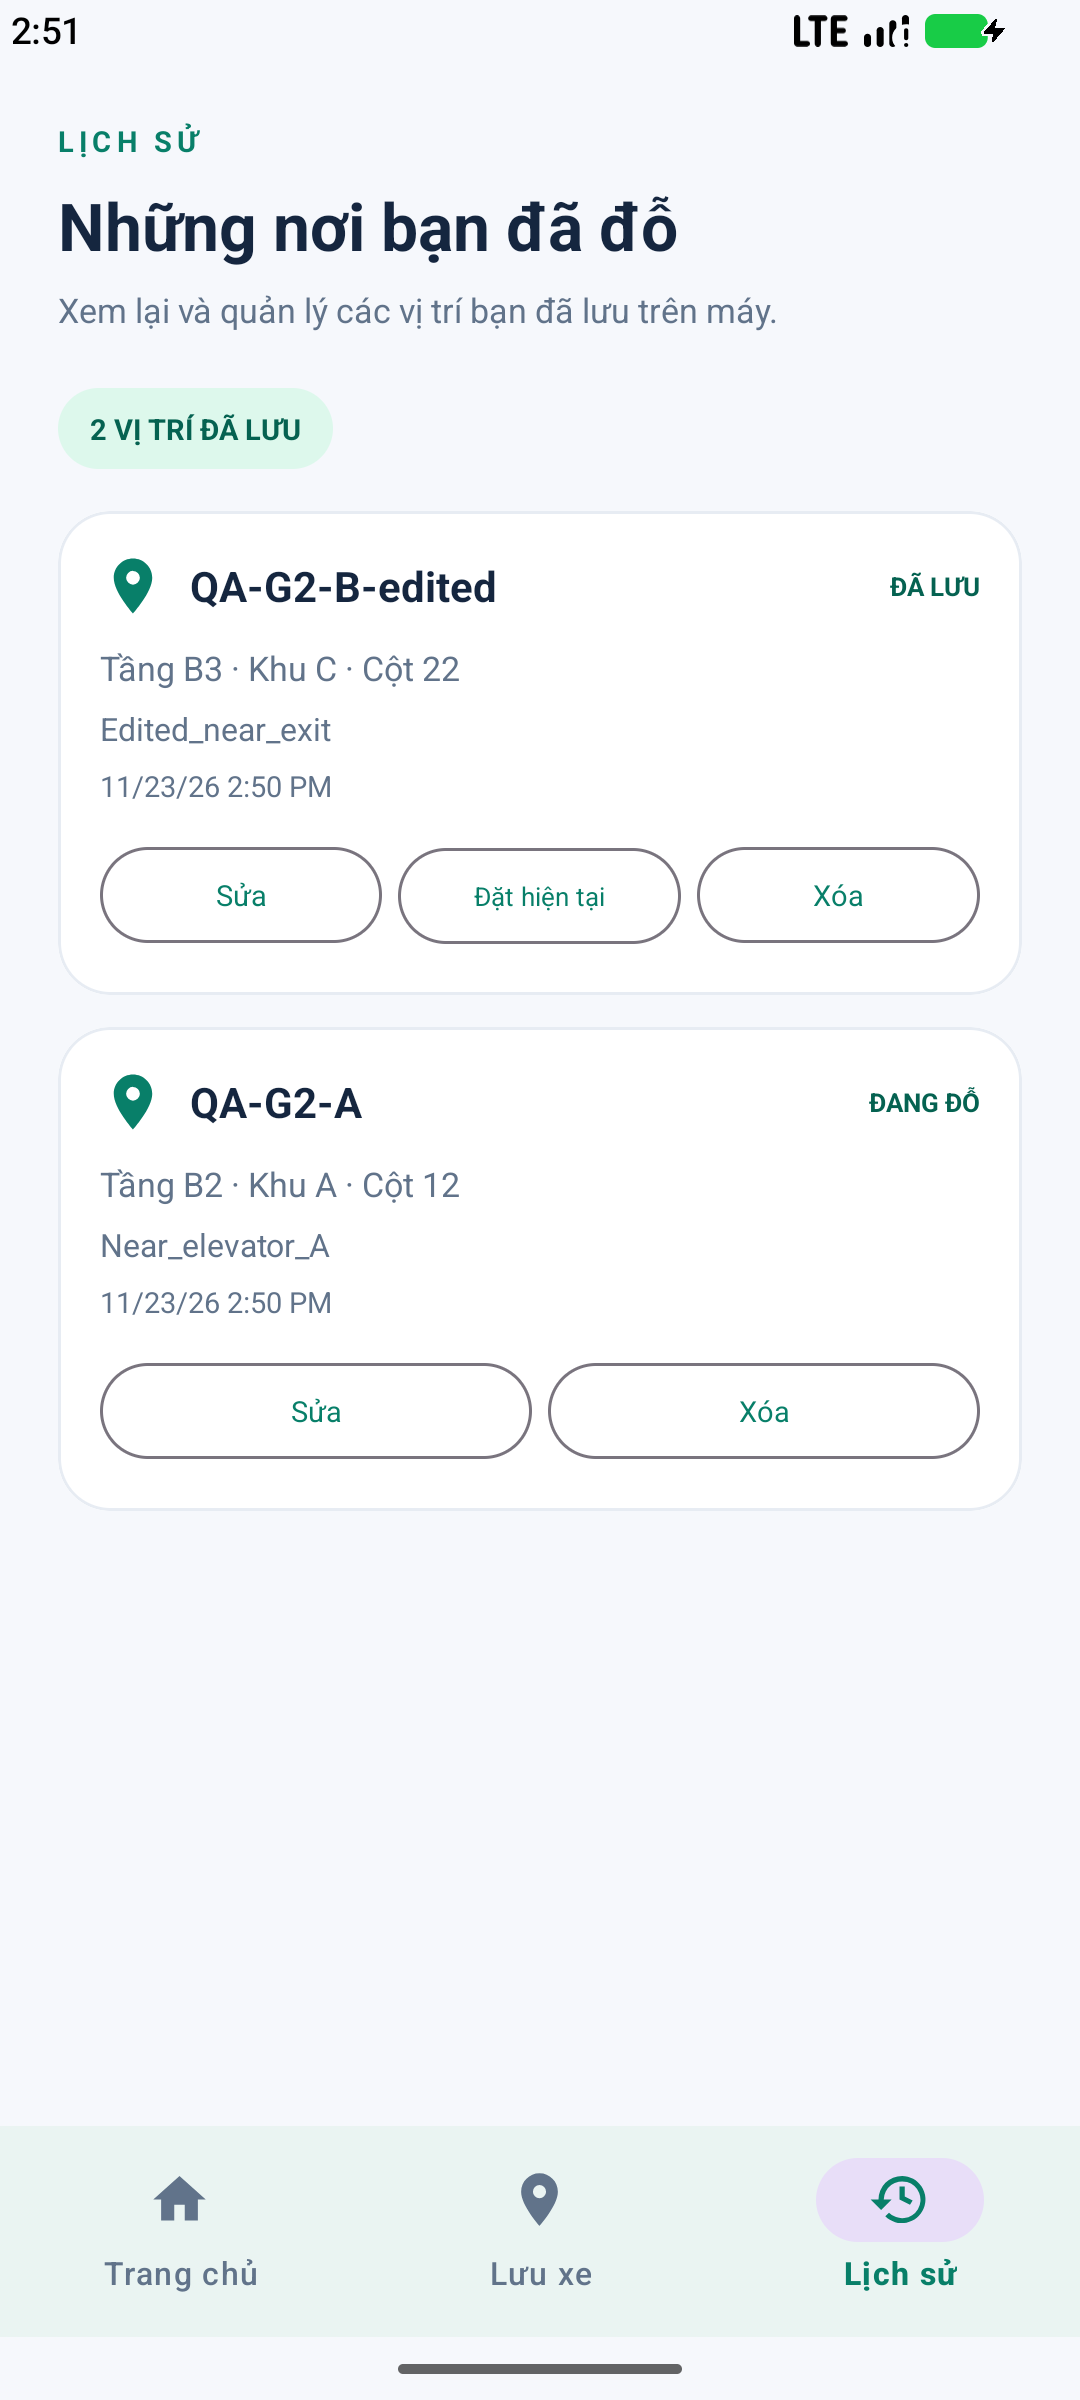 2:51
LTE
LỊCH SỬ
Những nơi bạn đã đỗ
Xem lại và quản lý các vị trí bạn đã lưu trên máy.
2 VỊ TRÍ ĐÃ LƯU
QA-G2-B-edited
ĐÃ LƯU
Tầng B3 · Khu C · Cột 22
Edited_near_exit
11/23/26 2:50 PM
Sửa
Đặt hiện tại
Xóa
QA-G2-A
ĐANG ĐỖ
Tầng B2 · Khu A · Cột 12
Near_elevator_A
11/23/26 2:50 PM
Sửa
Xóa
Trang chủ
Lưu xe
Lịch sử